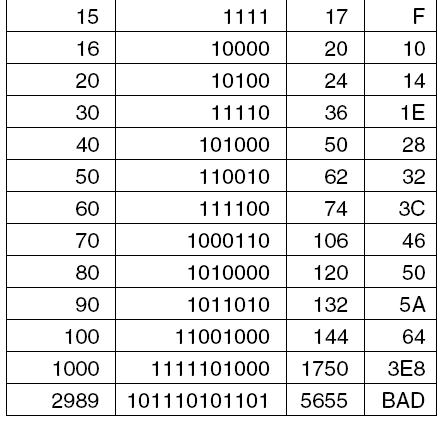 15 1111 17 F
16 10000 20 10
20 10100 24 14
30 11110 36 1E
40 101000 50 28
50 110010 62 32
60 111100 74 3C
70 1000110 106 46
80 1010000 120 50
90 1011010 132 5A
100 11001000 144 64
1000 1111101000 1750 3E8
2989 101110101101 5655 BAD